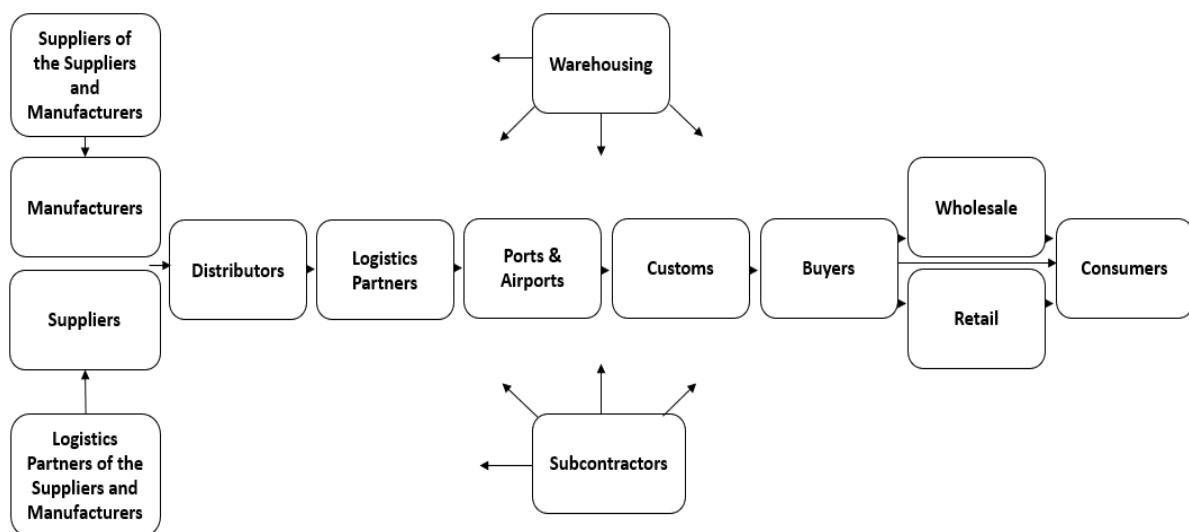 Suppliers of
the Suppliers
and
Manufacturers
Warehousing
Manufacturers
Suppliers
Distributors
Logistics
Partners
Ports &
Airports
Customs
Buyers
Wholesale
Retail
Consumers
Logistics
Partners of the
Suppliers and
Manufacturers
Subcontractors